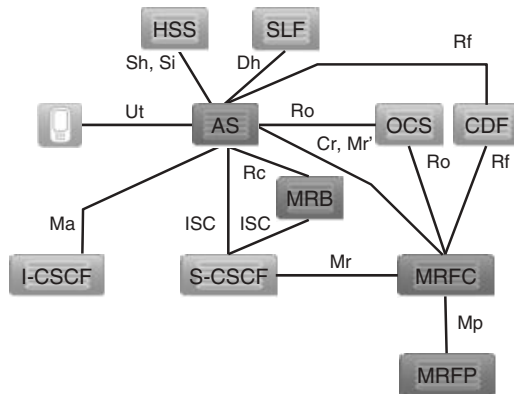 HSS
SLF
Sh, Si
Dh
Rf
Ut
AS
Ro
OCS
CDF
Cr, Mr'
Rc
Ro
Rf
MRB
Ma
ISC
ISC
I-CSCF
S-CSCF
Mr
MRFC
Mp
MRFP